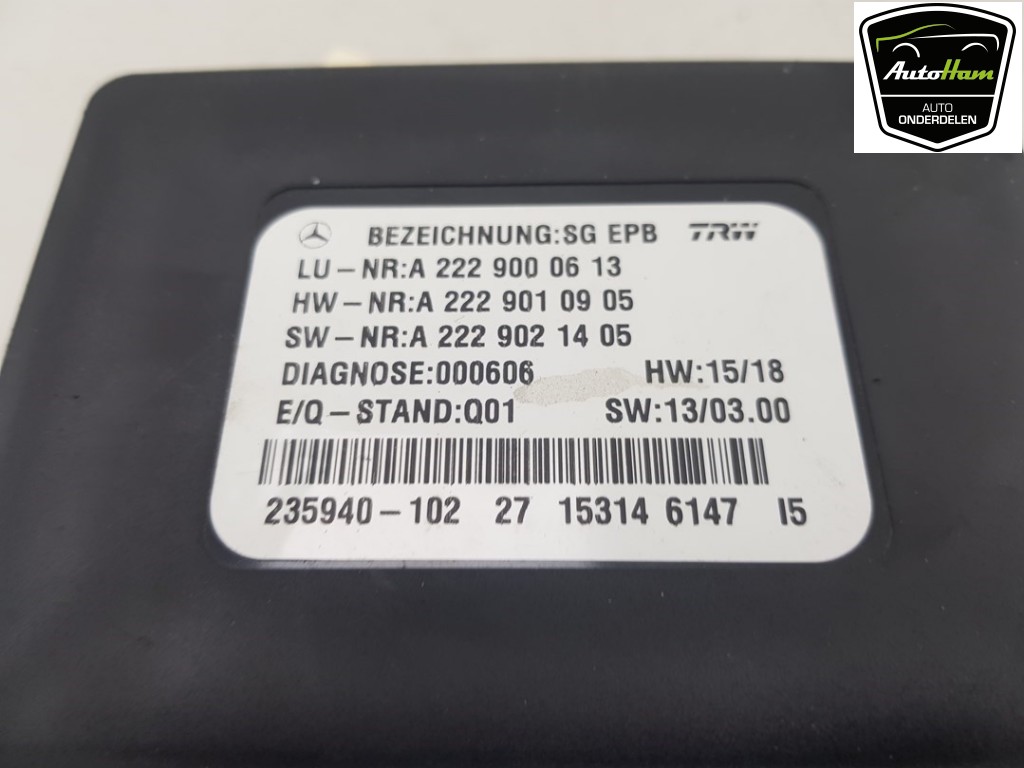 AutoHam
AUTO
ONDERDELEN
BEZEICHNUNG:SG EPB TRW
LU-NR:A 222 900 06 13
HW-NR:A 222 901 09 05
SW-NR:A 222 902 14 05
DIAGNOSE:000606 HW:15/18
E/Q-STAND:Q01 SW:13/03.00
235940-102 27 15314 6147 I5